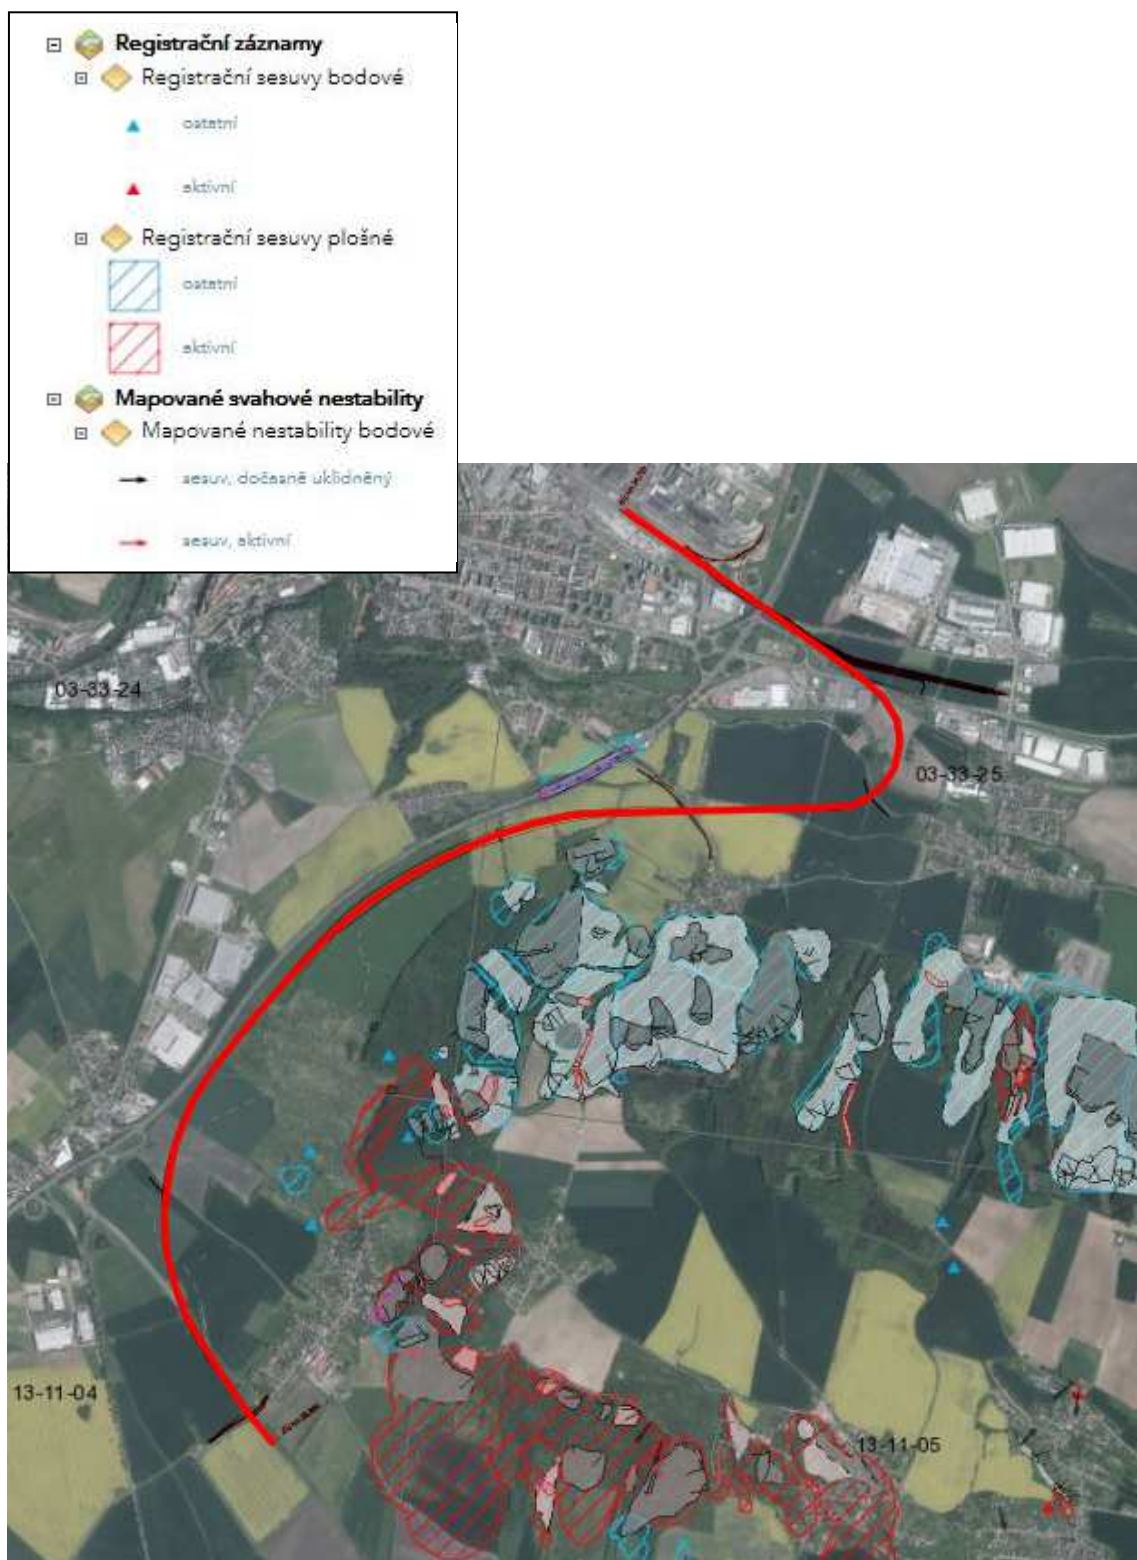 Registrační záznamy
Registrační sesuvy bodové
ostatní
aktivní
Registrační sesuvy plošné
ostatní
aktivní
Mapované svahové nestability
Mapované nestability bodové
sesuv, dočasně uklidněný
sesuv, aktivní
03-33-24
03-33-25
13-11-04
13-11-05